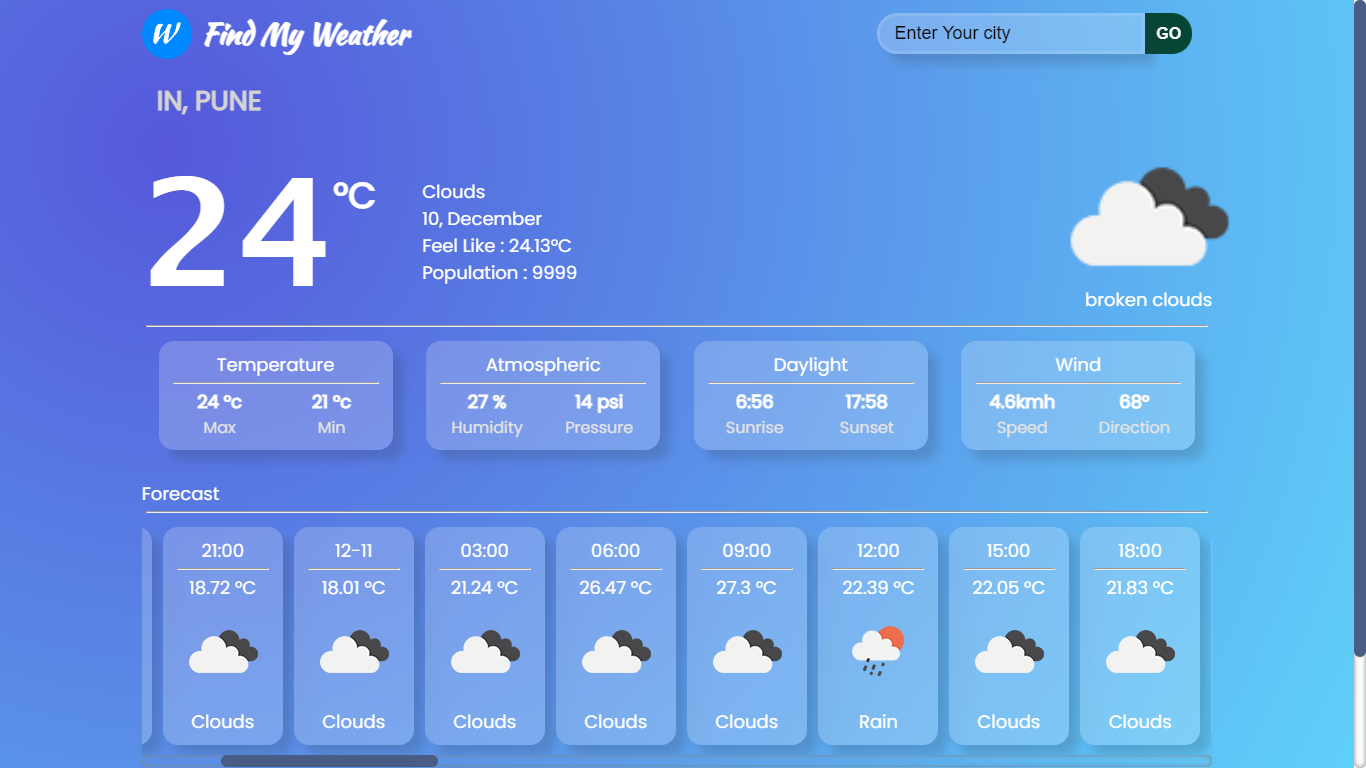 W Find My Weather
Enter Your city GO
IN, PUNE
24 °C
Clouds
10, December
Feel Like : 24.13°C
Population : 9999
broken clouds
Temperature Atmospheric Daylight Wind
24 °c 21 °c 27 % 14 psi 6:56 17:58 4.6kmh 68°
Max Min Humidity Pressure Sunrise Sunset Speed Direction
Forecast
21:00 12-11 03:00 06:00 09:00 12:00 15:00 18:00
18.72 °C 18.01 °C 21.24 °C 26.47 °C 27.3 °C 22.39 °C 22.05 °C 21.83 °C
Clouds Clouds Clouds Clouds Clouds Rain Clouds Clouds